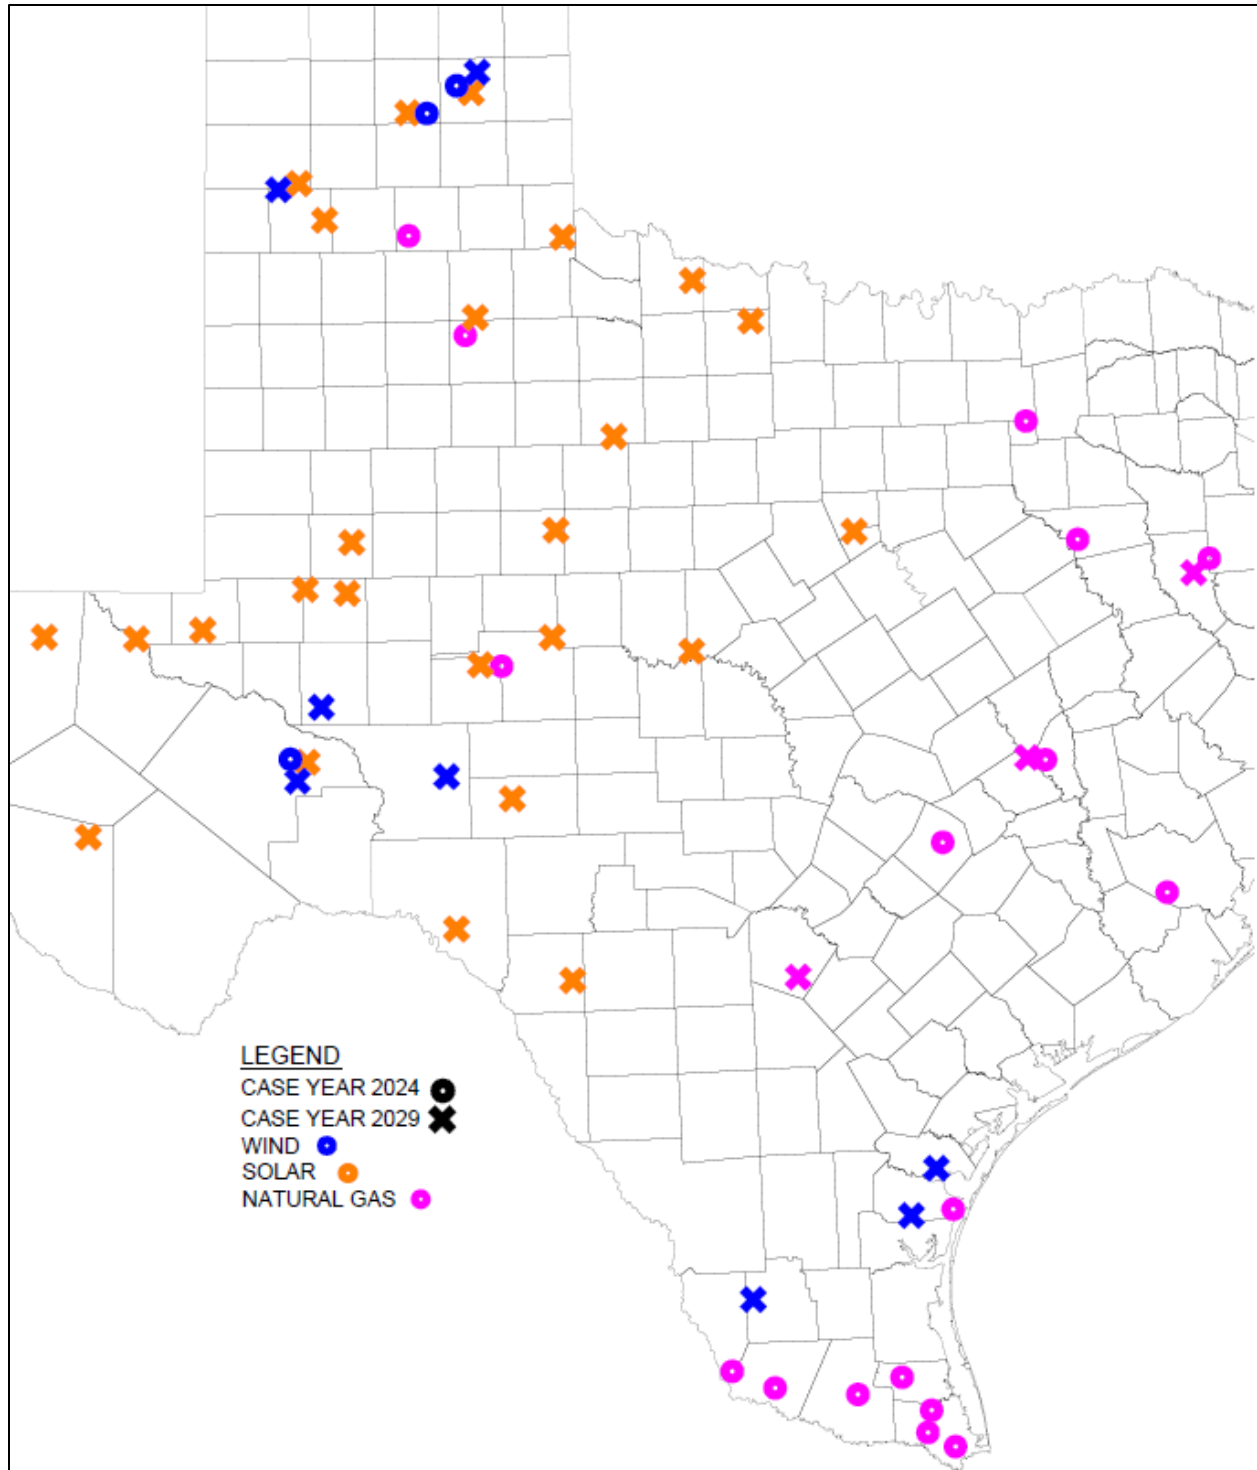 LEGEND
CASE YEAR 2024
CASE YEAR 2029
WIND
SOLAR
NATURAL GAS